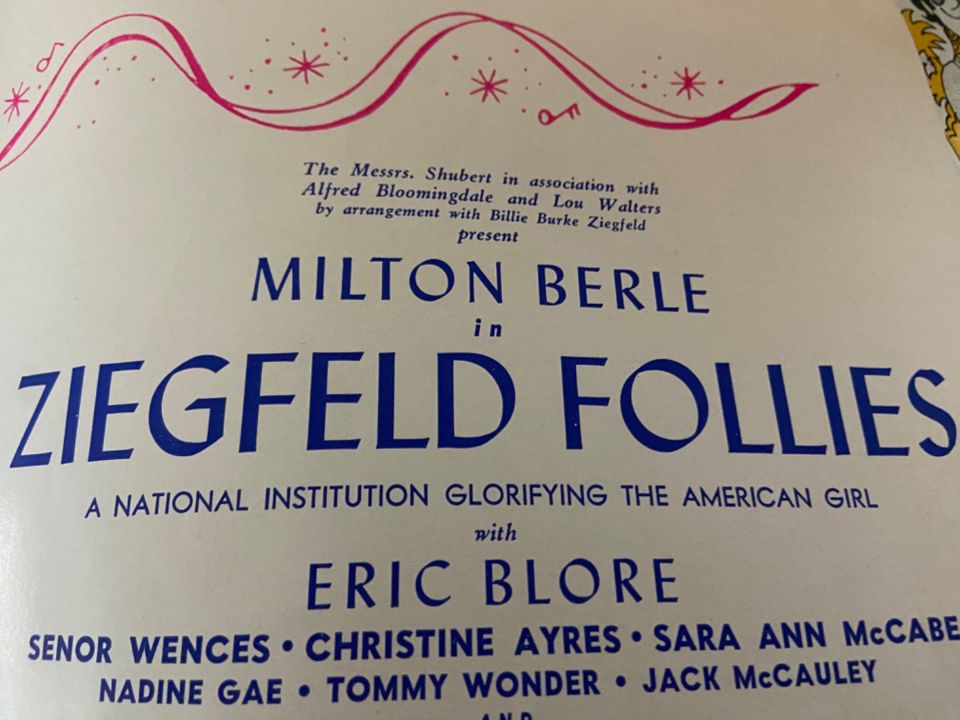 The Messrs. Shubert in association with
Alfred Bloomingdale and Lou Walters
by arrangement with Billie Burke Ziegfeld
present
MILTON BERLE
in
ZIEGFELD FOLLIES
A NATIONAL INSTITUTION GLORIFYING THE AMERICAN GIRL
with
ERIC BLORE
SENOR WENCES • CHRISTINE AYRES • SARA ANN McCABE
NADINE GAE • TOMMY WONDER • JACK McCAULEY
AND